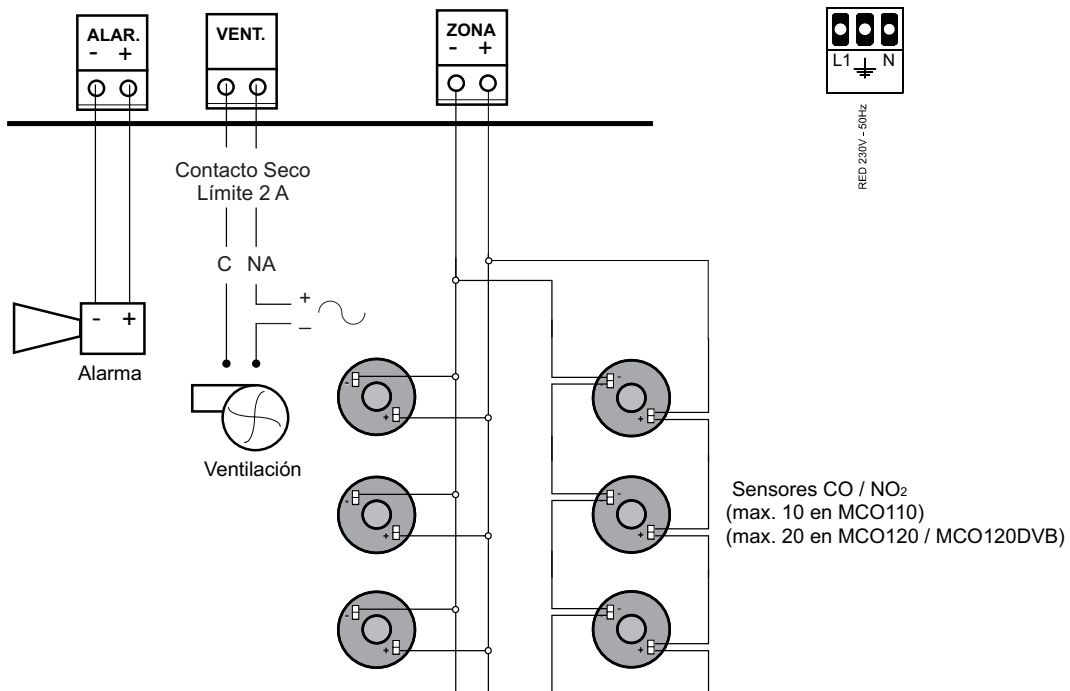 ALAR.
- +
VENT.
ZONA
- +
L1 N
RED 230V - 50Hz
Contacto Seco
Límite 2 A
C NA
+
–
- +
Alarma
Ventilación
-
+
-
+
-
+
-
+
-
+
-
+
Sensores CO / NO2
(max. 10 en MCO110)
(max. 20 en MCO120 / MCO120DVB)